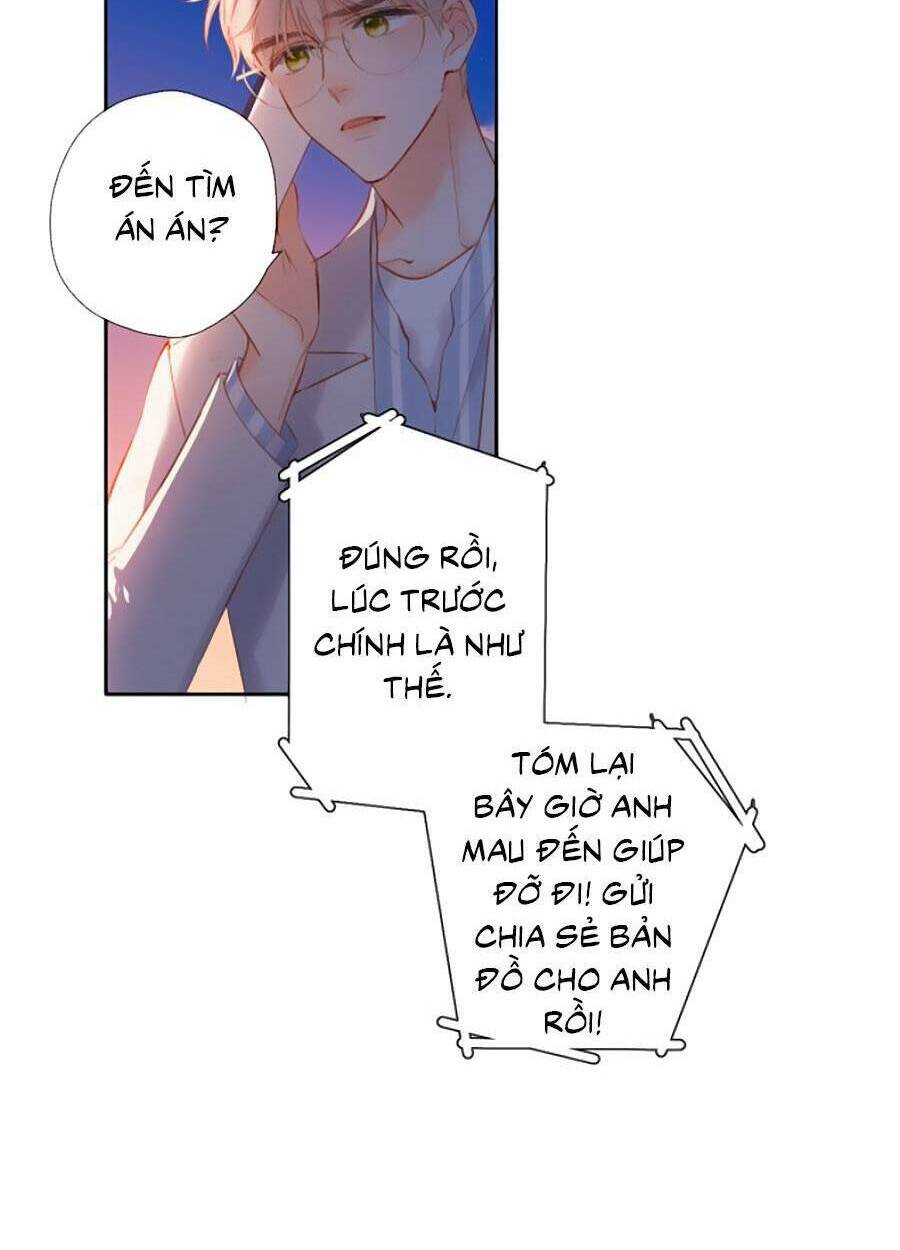 ĐẾN TÌM
ÁN ÁN?
ĐÚNG RỒI,
LÚC TRƯỚC
CHÍNH LÀ NHƯ
THẾ.
TÓM LẠI
BÂY GIỜ ANH
MAU ĐẾN GIÚP
ĐỠ ĐI! GỬI
CHIA SẺ BẢN
ĐỒ CHO ANH
RỒI!